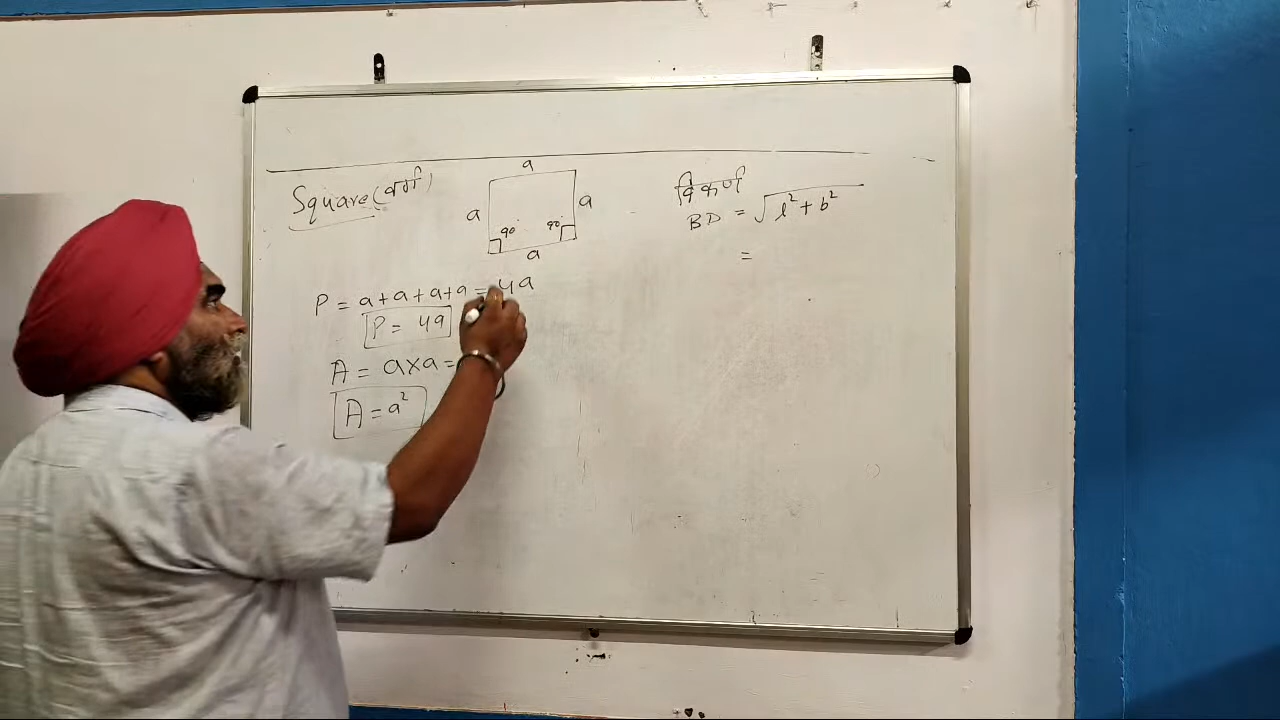 Square (वर्ग)
a
a
a
90
90
a
P = a+a+a+a = 4a
P = 4a
A = a×a =
A = a²
विकर्ण
BD = √l²+b²
=